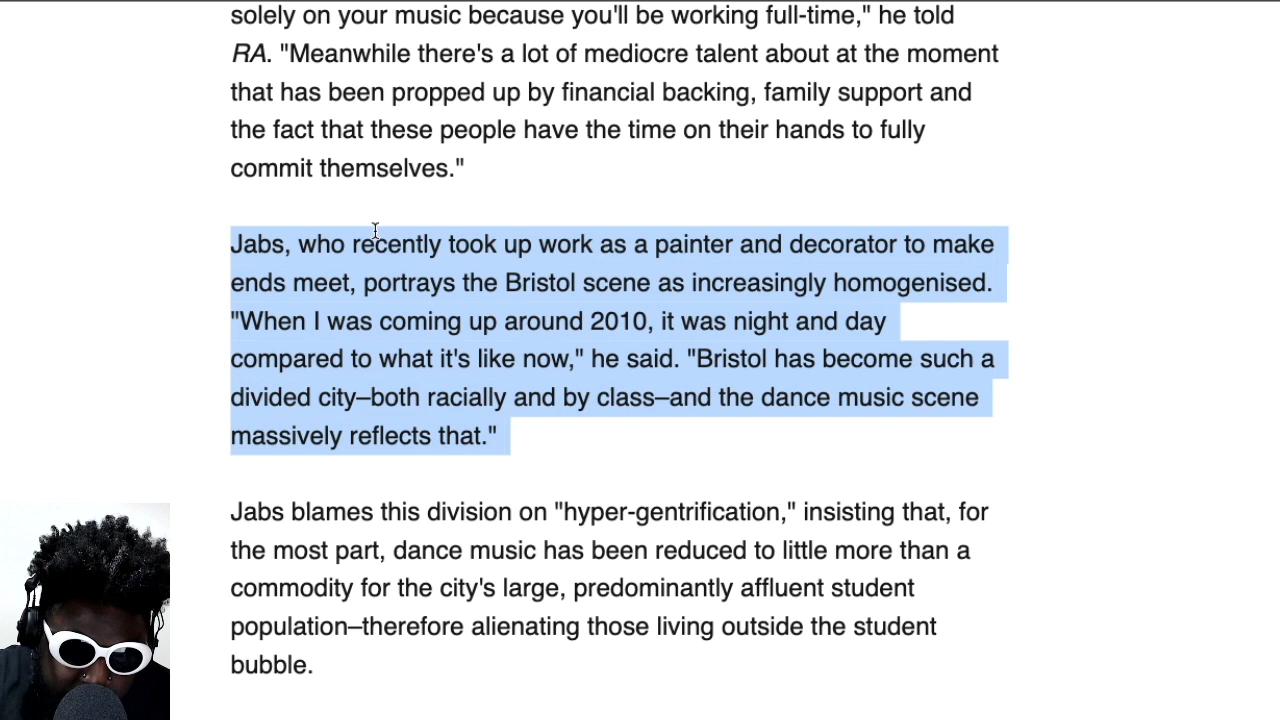 solely on your music because you'll be working full-time," he told
RA. "Meanwhile there's a lot of mediocre talent about at the moment
that has been propped up by financial backing, family support and
the fact that these people have the time on their hands to fully
commit themselves."
Jabs, who recently took up work as a painter and decorator to make
ends meet, portrays the Bristol scene as increasingly homogenised.
"When I was coming up around 2010, it was night and day
compared to what it's like now," he said. "Bristol has become such a
divided city–both racially and by class–and the dance music scene
massively reflects that."
Jabs blames this division on "hyper-gentrification," insisting that, for
the most part, dance music has been reduced to little more than a
commodity for the city's large, predominantly affluent student
population–therefore alienating those living outside the student
bubble.